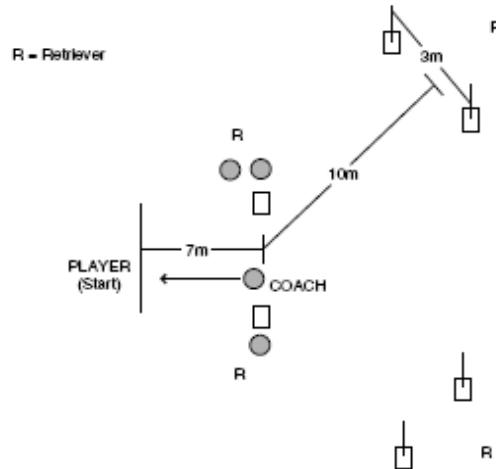 R
R - Retriever
3m
R
10m
7m
PLAYER
(Start)
COACH
R
R